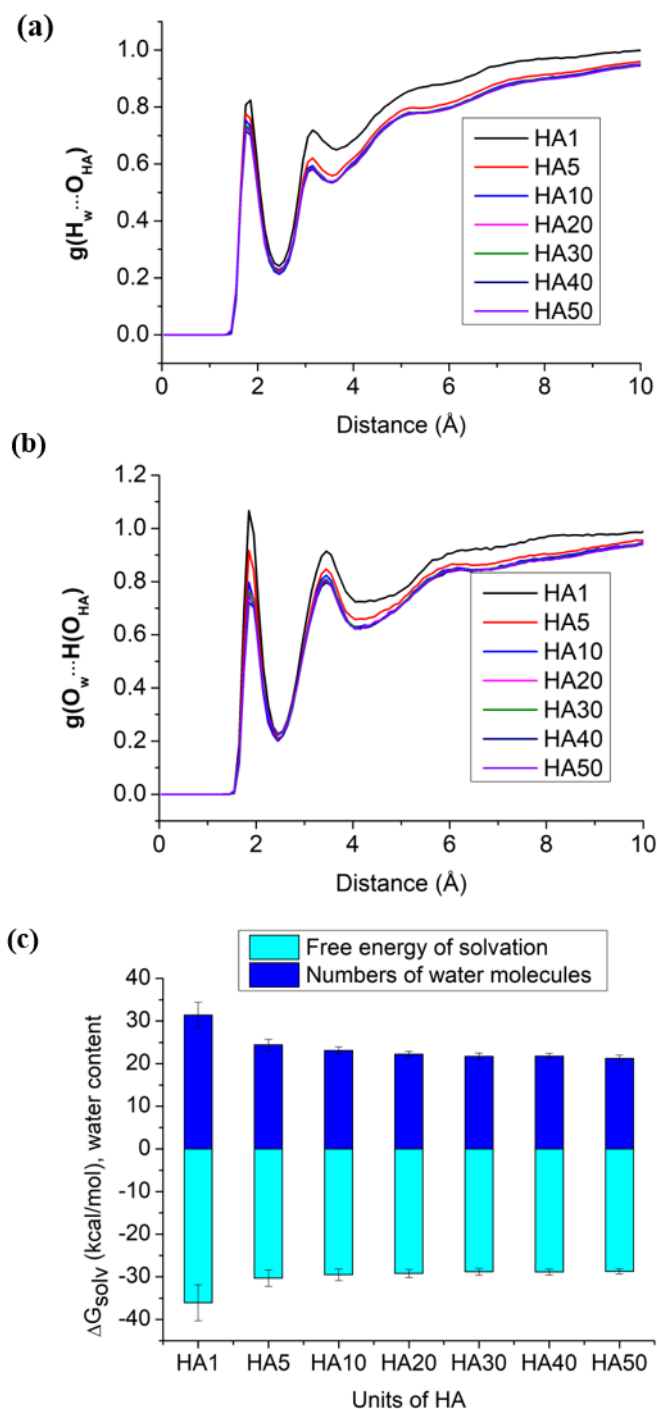 (a)
1.0
0.8
0.6
0.4
0.2
0.0
g(Hw···OHA)
HA1
HA5
HA10
HA20
HA30
HA40
HA50
0 2 4 6 8 10
Distance (Å)
(b)
1.2
1.0
0.8
0.6
0.4
0.2
0.0
g(Ow···H(OHA)
HA1
HA5
HA10
HA20
HA30
HA40
HA50
0 2 4 6 8 10
Distance (Å)
(c)
Free energy of solvation
Numbers of water molecules
40
30
20
10
0
-10
-20
-30
-40
ΔGsolv (kcal/mol), water content
HA1 HA5 HA10 HA20 HA30 HA40 HA50
Units of HA